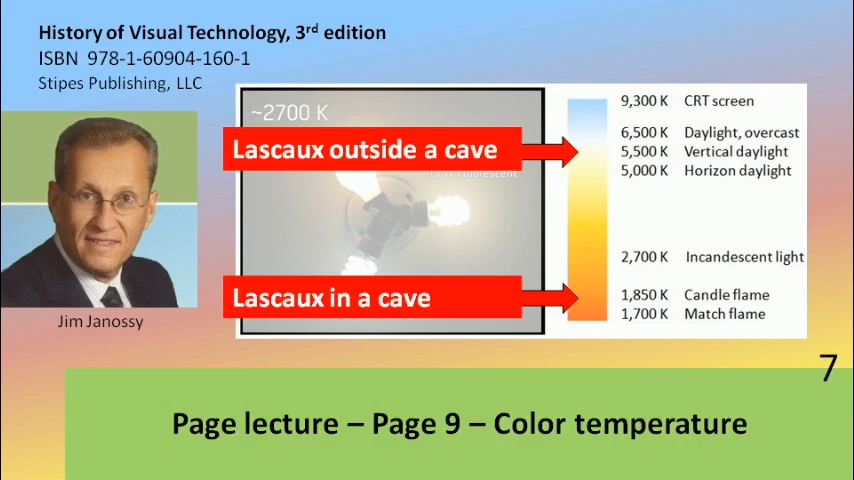 History of Visual Technology, 3rd edition
ISBN 978-1-60904-160-1
Stipes Publishing, LLC
~2700 K
Lascaux outside a cave
Fluorescent
Lascaux in a cave
9,300 K CRT screen
6,500 K Daylight, overcast
5,500 K Vertical daylight
5,000 K Horizon daylight
2,700 K Incandescent light
1,850 K Candle flame
1,700 K Match flame
Jim Janossy
7
Page lecture – Page 9 – Color temperature